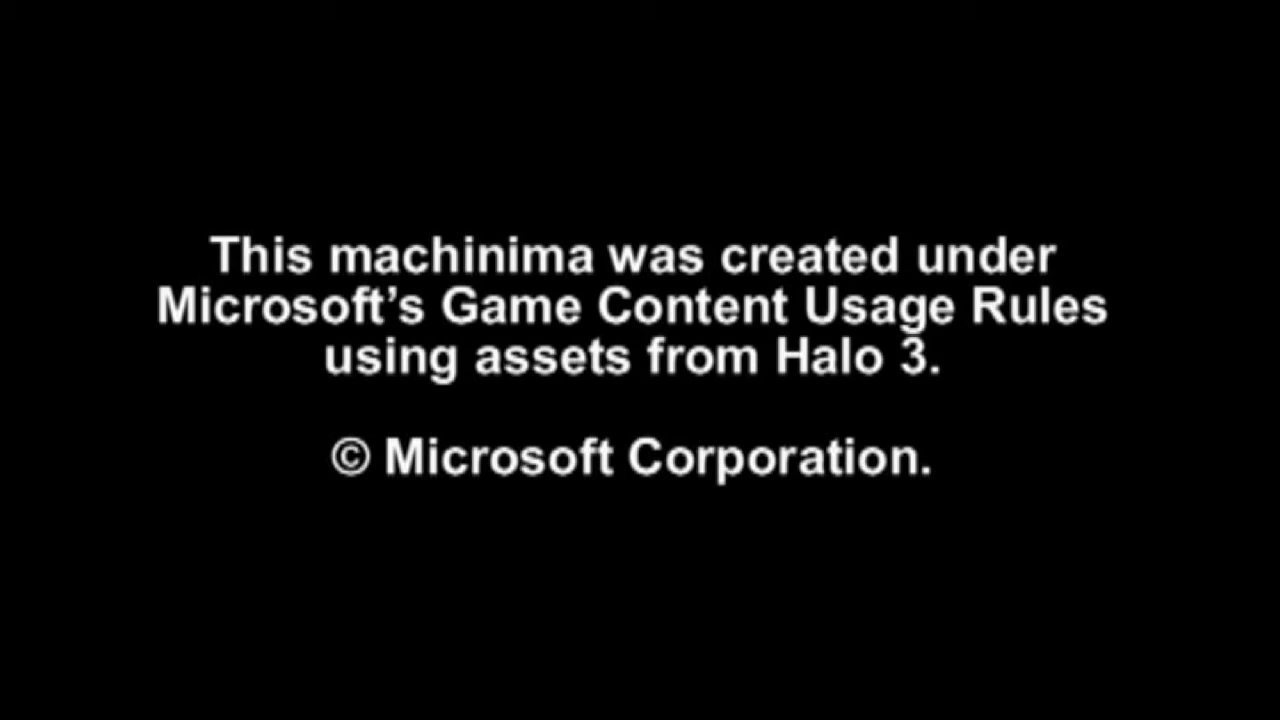 This machinima was created under
Microsoft’s Game Content Usage Rules
using assets from Halo 3.
© Microsoft Corporation.